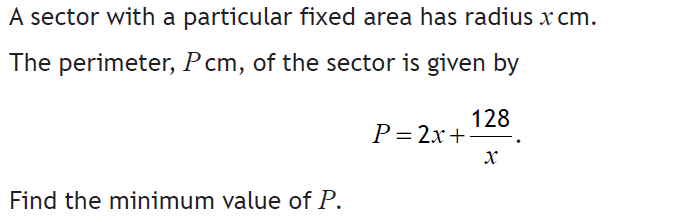 A sector with a particular fixed area has radius x cm.
The perimeter, P cm, of the sector is given by
P = 2x + 128/x .
Find the minimum value of P.